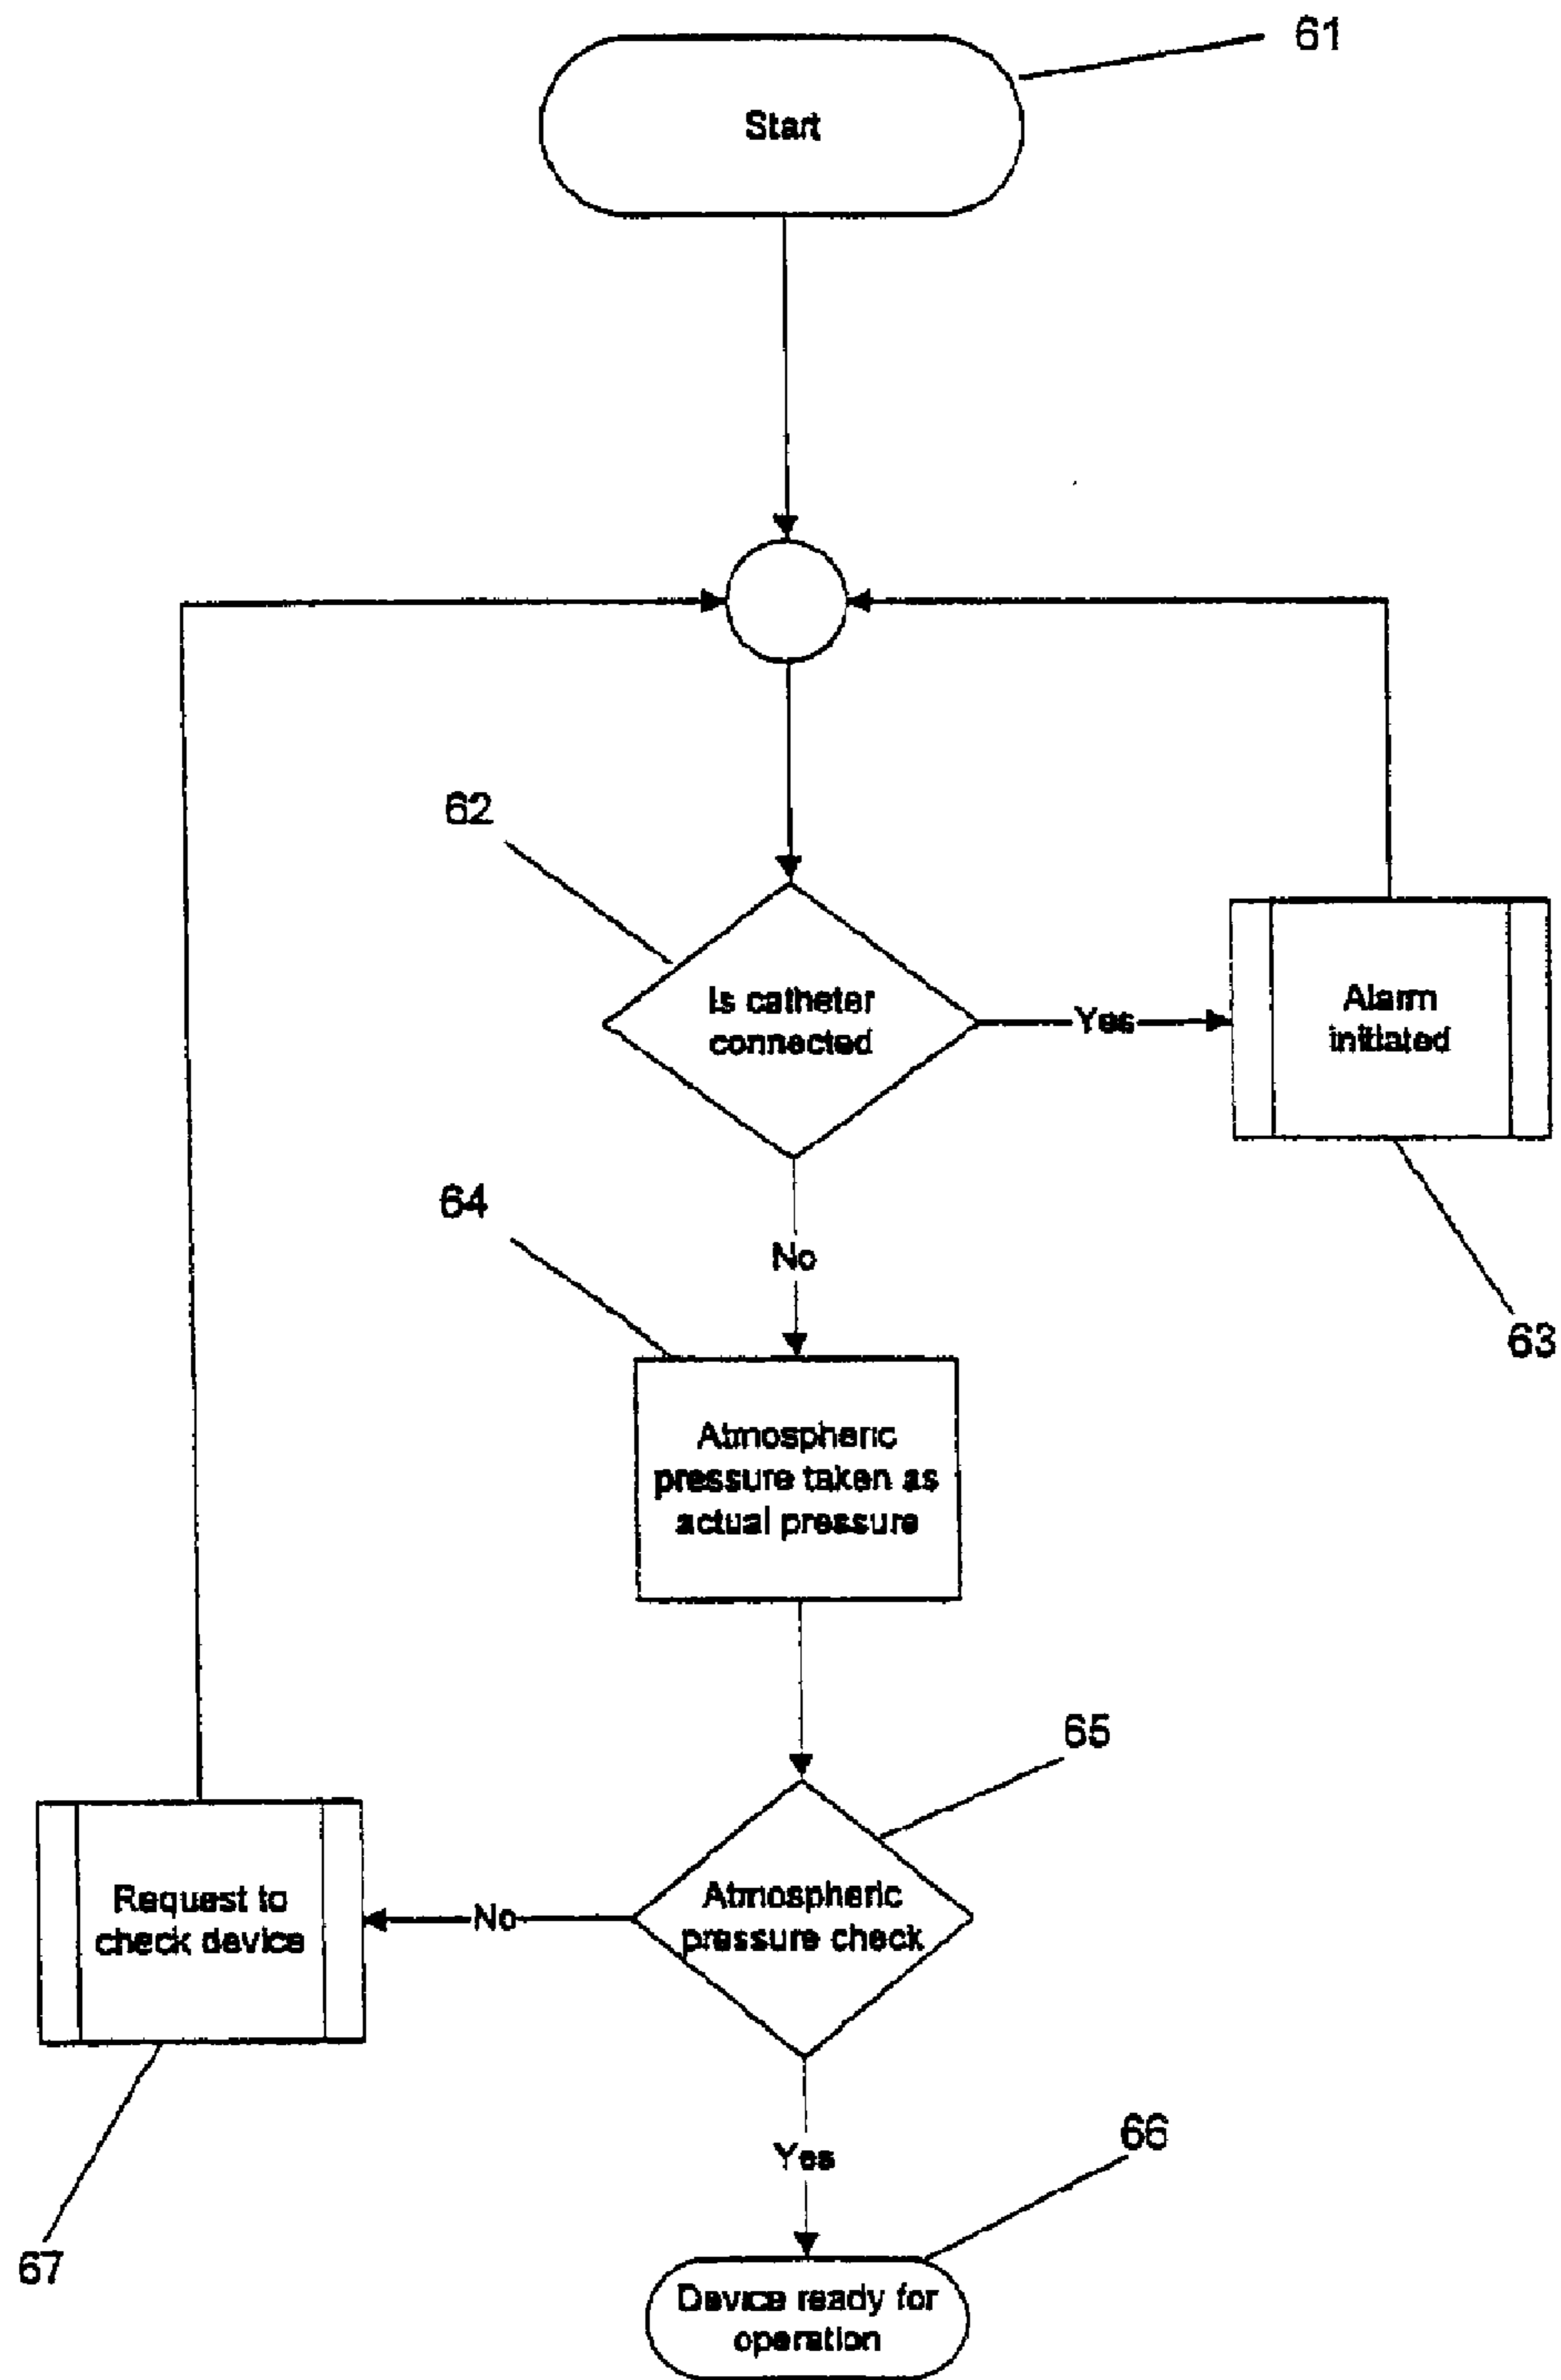 61
Start
62
Is catheter
connected
Yes
Alarm
initiated
63
No
64
Atmospheric
pressure taken as
actual pressure
65
Atmospheric
pressure check
No
Request to
check device
67
Yes
66
Device ready for
operation